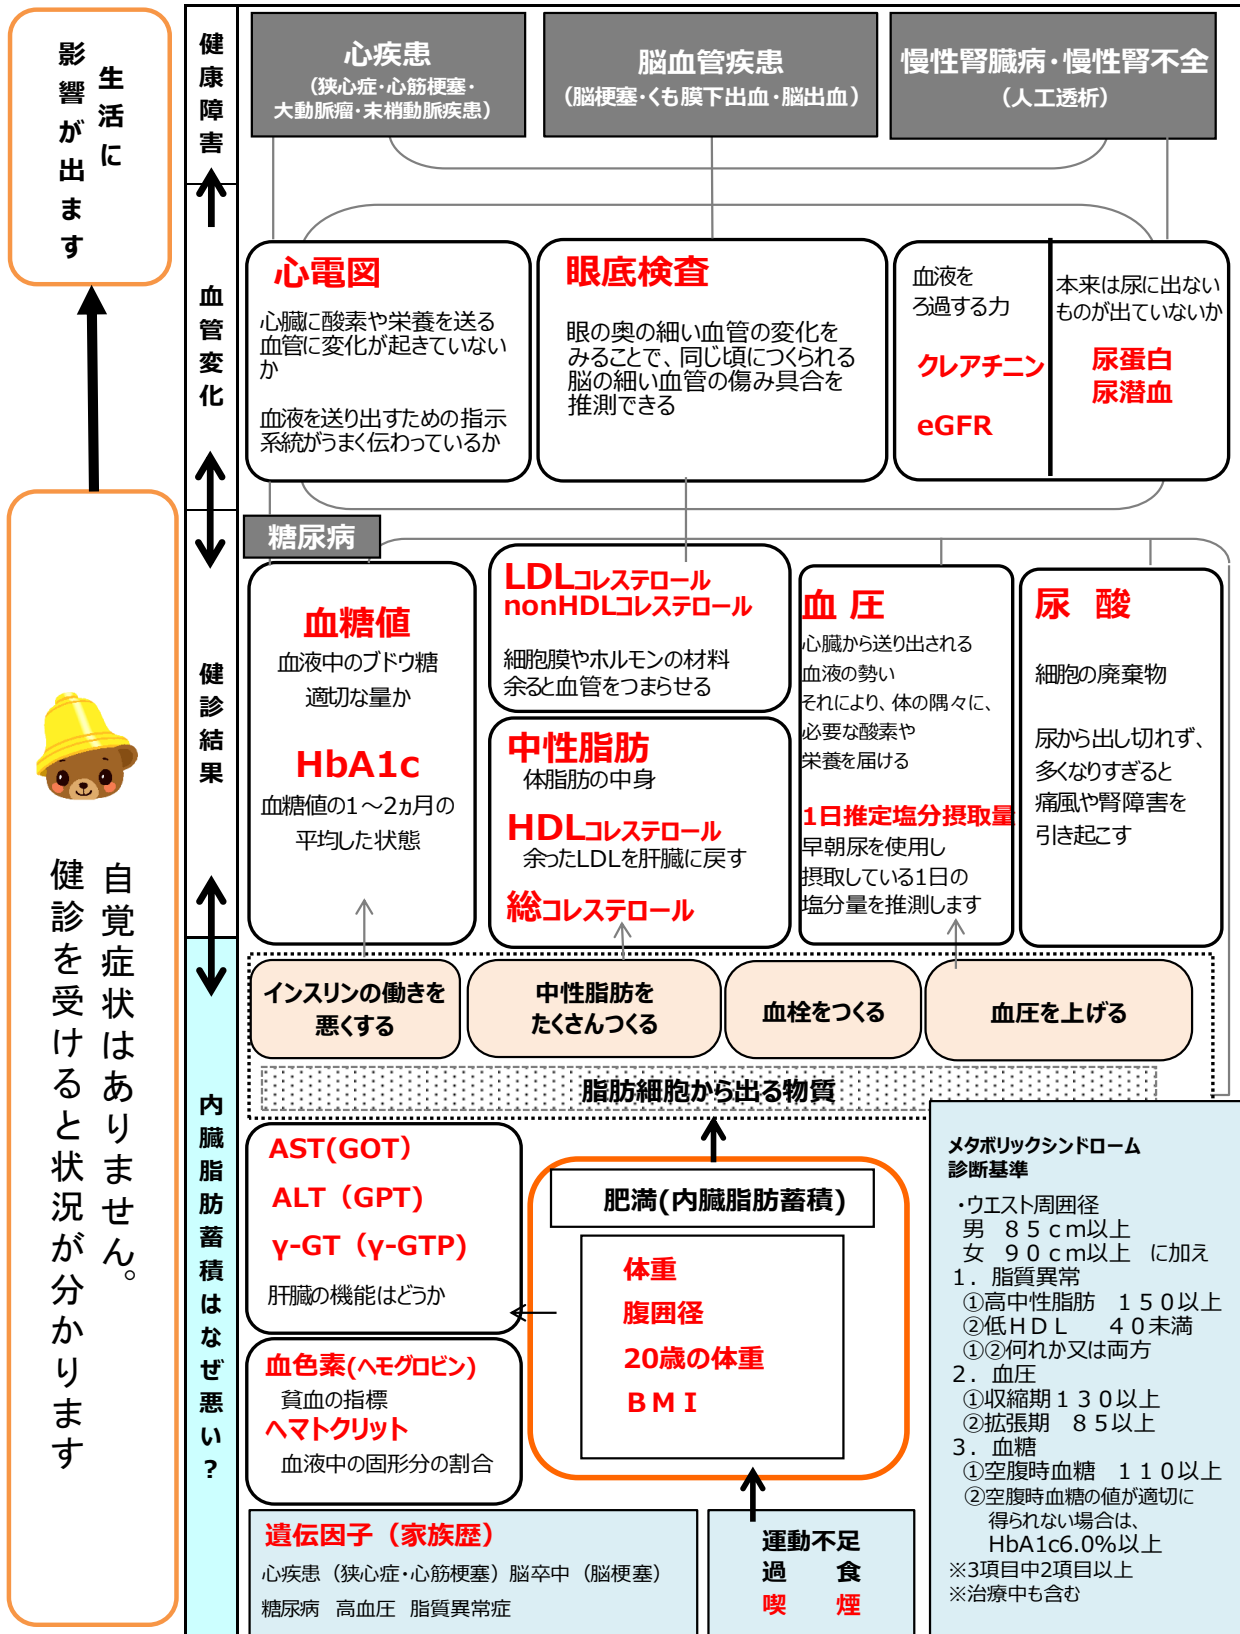 生活に
影響が出ます
自覚症状はありません。
健診を受けると状況が分かります
健康障害
血管変化
健診結果
内臓脂肪蓄積はなぜ悪い？
心疾患
（狭心症・心筋梗塞・
大動脈瘤・末梢動脈疾患）
脳血管疾患
（脳梗塞・くも膜下出血・脳出血）
慢性腎臓病・慢性腎不全
（人工透析）
心電図
心臓に酸素や栄養を送る
血管に変化が起きていない
か
血液を送り出すための指示
系統がうまく伝わっているか
眼底検査
眼の奥の細い血管の変化を
みることで、同じ頃につくられる
脳の細い血管の傷み具合を
推測できる
血液を
ろ過する力
クレアチニン
eGFR
本来は尿に出ない
ものが出ていないか
尿蛋白
尿潜血
糖尿病
血糖値
血液中のブドウ糖
適切な量か
HbA1c
血糖値の1～2ヵ月の
平均した状態
LDLコレステロール
nonHDLコレステロール
細胞膜やホルモンの材料
余ると血管をつまらせる
中性脂肪
体脂肪の中身
HDLコレステロール
余ったLDLを肝臓に戻す
総コレステロール
血 圧
心臓から送り出される
血液の勢い
それにより、体の隅々に、
必要な酸素や
栄養を届ける
1日推定塩分摂取量
早朝尿を使用し
摂取している1日の
塩分量を推測します
尿 酸
細胞の廃棄物
尿から出し切れず、
多くなりすぎると
痛風や腎障害を
引き起こす
インスリンの働きを
悪くする
中性脂肪を
たくさんつくる
血栓をつくる
血圧を上げる
脂肪細胞から出る物質
AST(GOT）
ALT（GPT)
γ-GT（γ-GTP)
肝臓の機能はどうか
血色素(ヘモグロビン）
貧血の指標
ヘマトクリット
血液中の固形分の割合
肥満(内臓脂肪蓄積）
体重
腹囲径
20歳の体重
ＢＭＩ
遺伝因子（家族歴）
心疾患（狭心症・心筋梗塞）脳卒中（脳梗塞）
糖尿病 高血圧 脂質異常症
運動不足
過　食
喫　煙
メタボリックシンドローム
診断基準
・ウエスト周囲径
男　８５ｃｍ以上
女　９０ｃｍ以上　に加え
１．脂質異常
①高中性脂肪　１５０以上
②低ＨＤＬ　　４０未満
①②何れか又は両方
２．血圧
①収縮期１３０以上
②拡張期　８５以上
３．血糖
①空腹時血糖　１１０以上
②空腹時血糖の値が適切に
得られない場合は、
HbA1c6.0%以上
※3項目中2項目以上
※治療中も含む